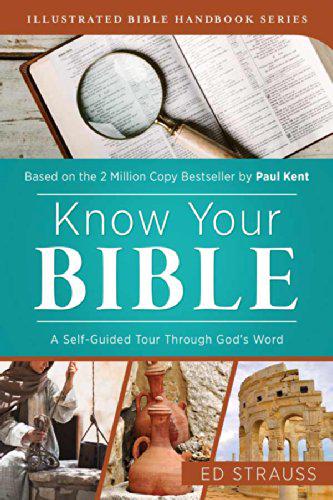 ILLUSTRATED BIBLE HANDBOOK SERIES
Based on the 2 Million Copy Bestseller by Paul Kent
Know Your
BIBLE
A Self-Guided Tour Through God's Word
ED STRAUSS